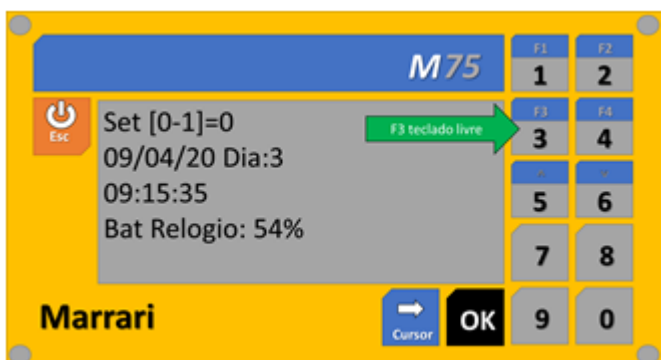 M75
F1
1
F2
2
Esc
Set [0-1]=0
09/04/20 Dia:3
09:15:35
Bat Relogio: 54%
F3 teclado livre
F3
3
F4
4
5
6
7
8
Marrari
Cursor
OK
9
0